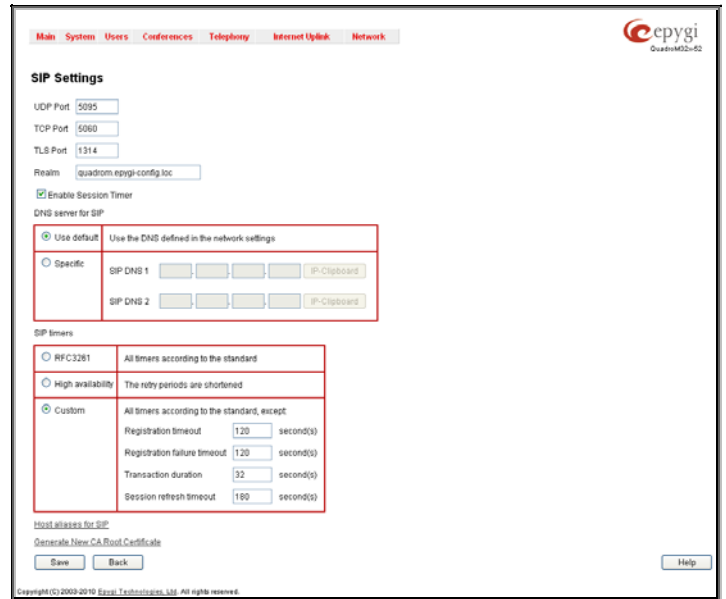 epygi
QuadroM32x-52
Main System Users Conferences Telephony Internet Uplink Network
SIP Settings
UDP Port 5095
TCP Port 5060
TLS Port 1314
Realm quadrom.epygi-config.loc
Enable Session Timer
DNS server for SIP
Use default Use the DNS defined in the network settings
Specific SIP DNS 1 . . . IP-Clipboard
SIP DNS 2 . . . IP-Clipboard
SIP timers
RFC3261 All timers according to the standard
High availability The retry periods are shortened
Custom All timers according to the standard, except:
Registration timeout 120 second(s)
Registration failure timeout 120 second(s)
Transaction duration 32 second(s)
Session refresh timeout 180 second(s)
Host aliases for SIP
Generate New CA Root Certificate
Save Back Help
Copyright (C) 2003-2010 Epygi Technologies, Ltd. All rights reserved.